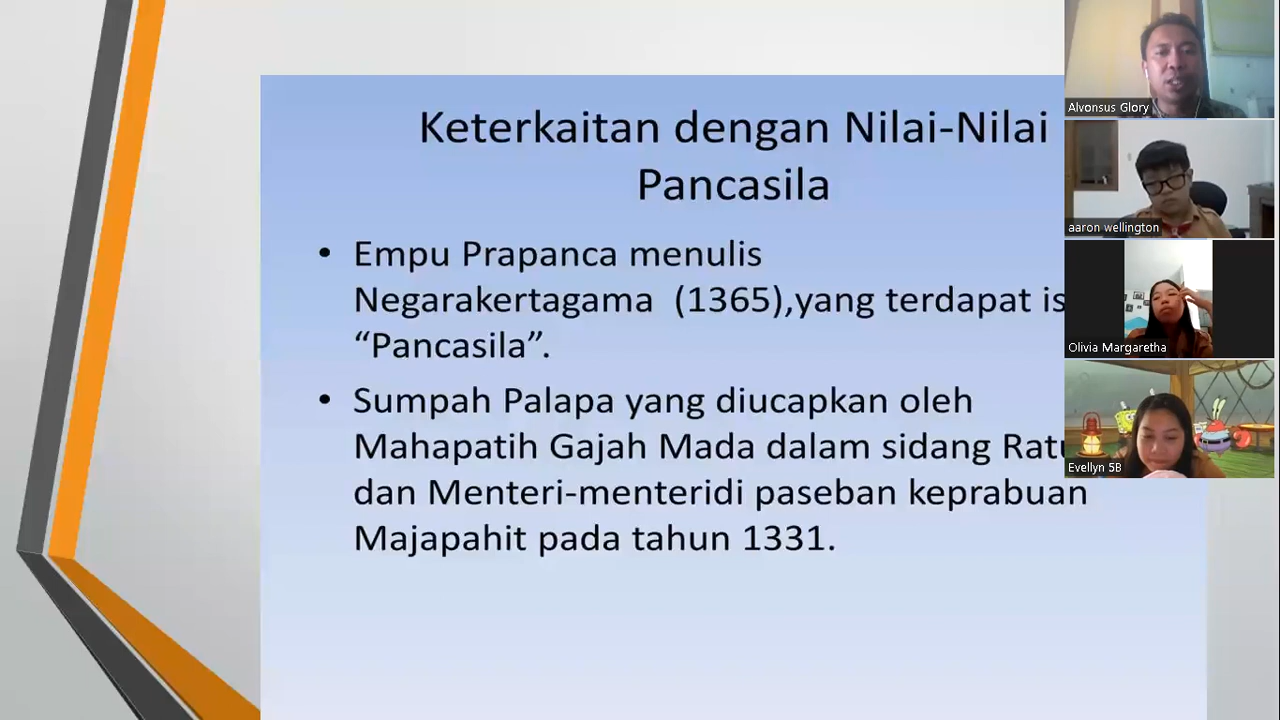 Keterkaitan dengan Nilai-Nilai
Pancasila
• Empu Prapanca menulis
Negarakertagama (1365),yang terdapat
“Pancasila”.
• Sumpah Palapa yang diucapkan oleh
Mahapatih Gajah Mada dalam sidang
dan Menteri-menteridi paseban keprabuan
Majapahit pada tahun 1331.
Alvonsus Glory
aaron wellington
Olivia Margaretha
Evellyn 5B